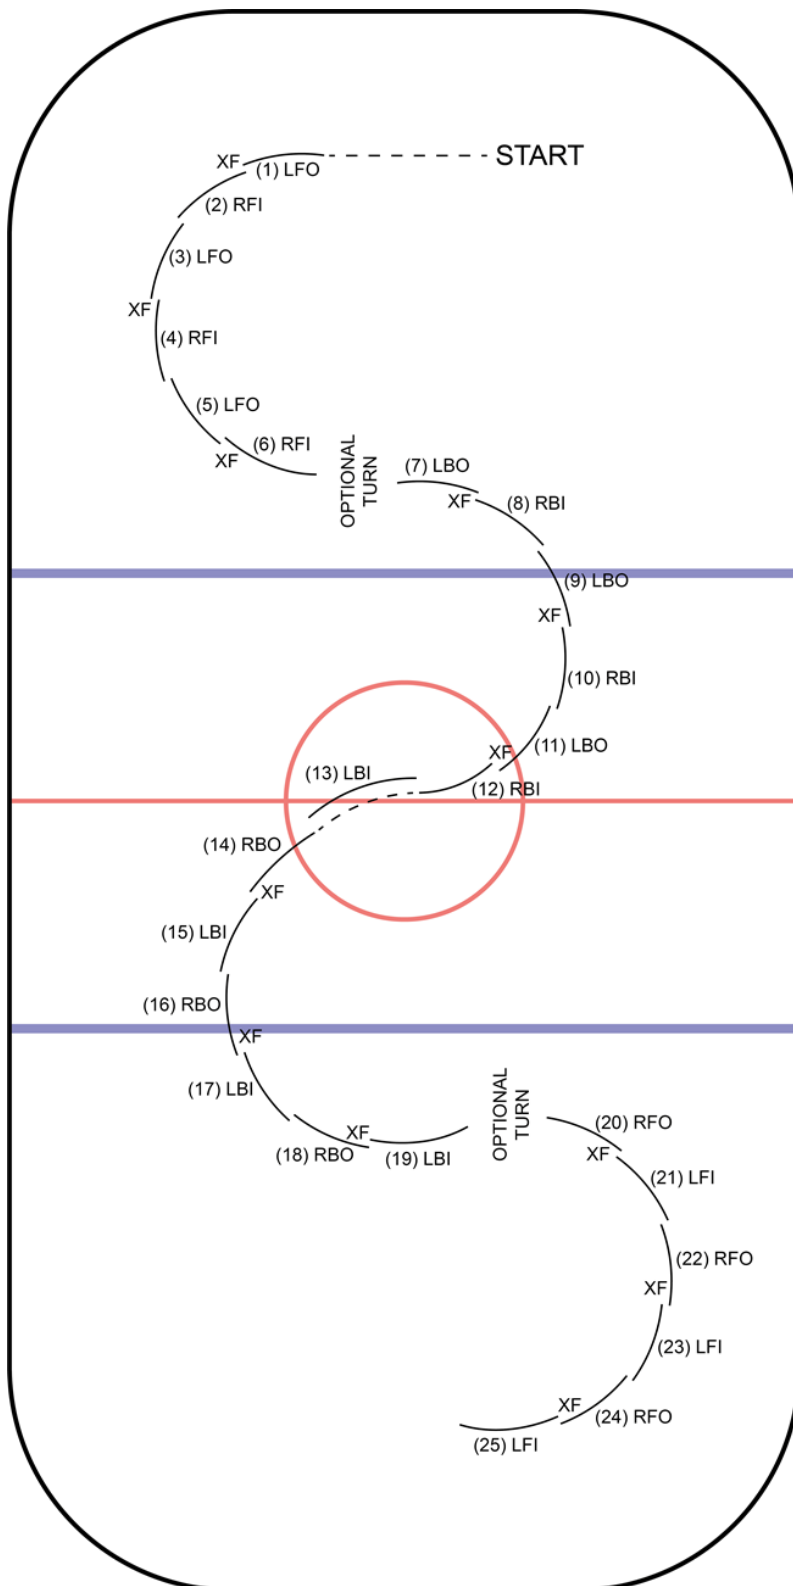 START
XF
(1) LFO
(2) RFI
(3) LFO
XF
(4) RFI
(5) LFO
XF
(6) RFI
OPTIONAL
TURN
(7) LBO
XF
(8) RBI
(9) LBO
XF
(10) RBI
(11) LBO
XF
(12) RBI
(13) LBI
(14) RBO
XF
(15) LBI
(16) RBO
XF
(17) LBI
(18) RBO
XF
(19) LBI
OPTIONAL
TURN
(20) RFO
XF
(21) LFI
(22) RFO
XF
(23) LFI
(24) RFO
XF
(25) LFI